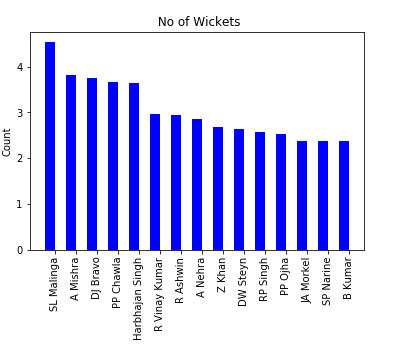 No of Wickets
Count
4
3
2
1
0
SL Malinga
A Mishra
DJ Bravo
PP Chawla
Harbhajan Singh
R Vinay Kumar
R Ashwin
A Nehra
Z Khan
DW Steyn
RP Singh
PP Ojha
JA Morkel
SP Narine
B Kumar